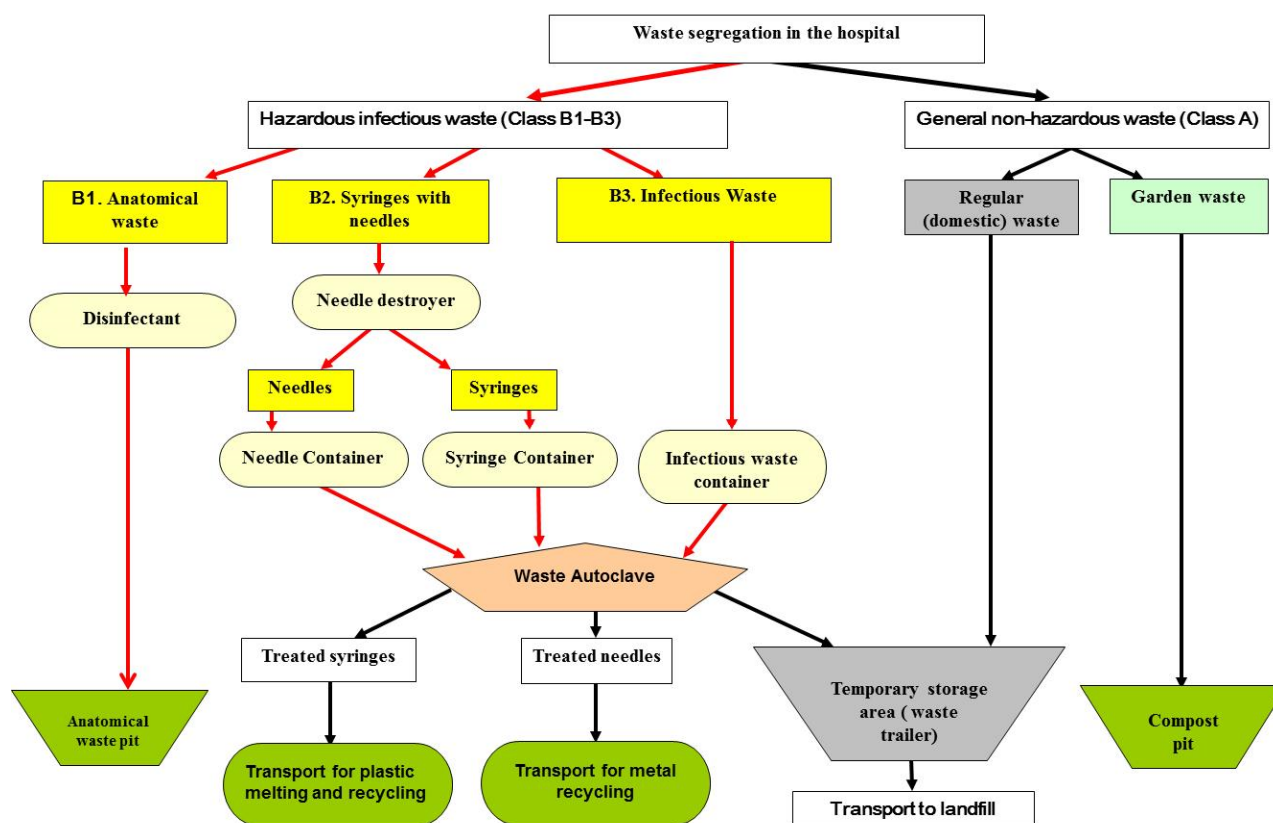 Waste segregation in the hospital
Hazardous infectious waste (Class B1-B3)
General non-hazardous waste (Class A)
B1. Anatomical
waste
B2. Syringes with
needles
B3. Infectious Waste
Regular
(domestic) waste
Garden waste
Disinfectant
Needle destroyer
Needles
Syringes
Needle Container
Syringe Container
Infectious waste
container
Waste Autoclave
Treated syringes
Treated needles
Temporary storage
area ( waste
trailer)
Anatomical
waste pit
Compost
pit
Transport for plastic
melting and recycling
Transport for metal
recycling
Transport to landfill